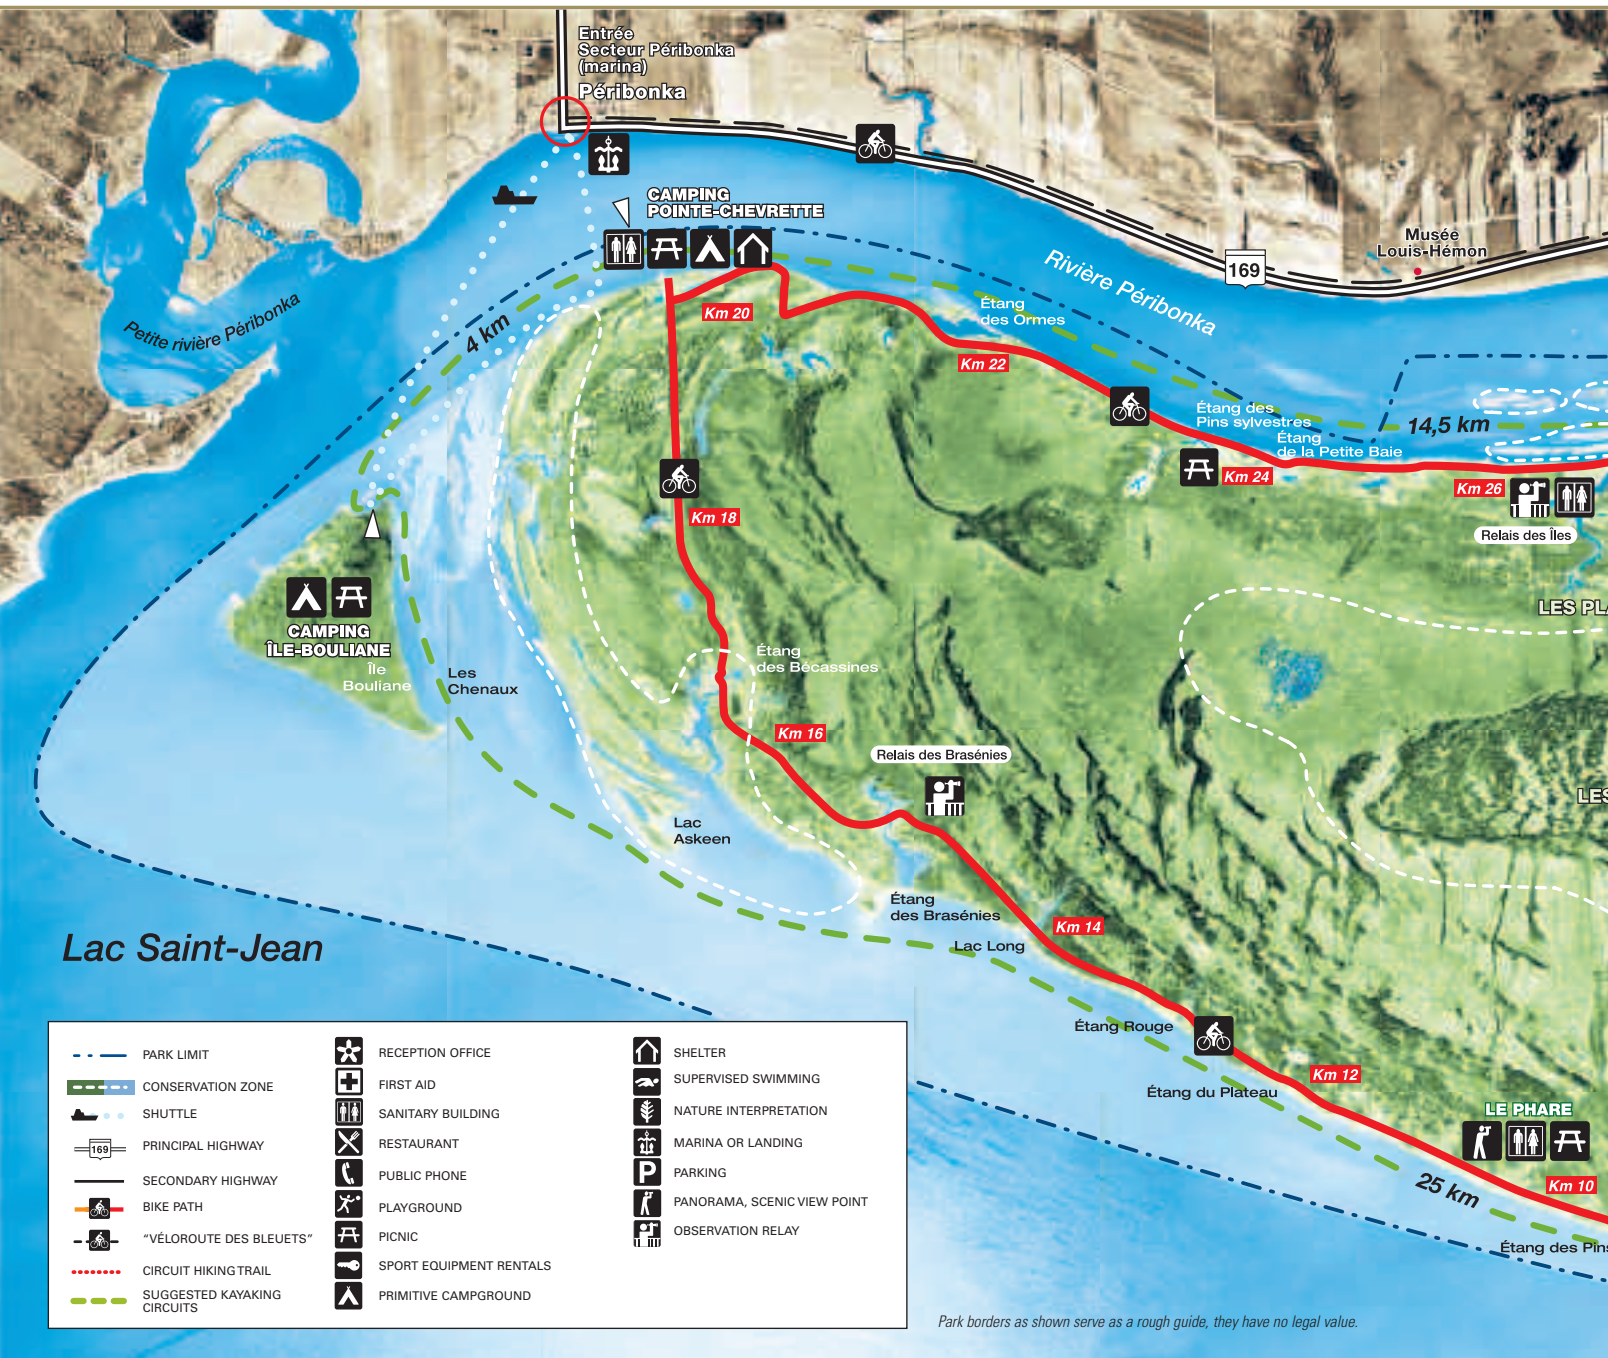 Entrée
Secteur Péribonka
(marina)
Péribonka
CAMPING
POINTE-CHEVRETTE
Musée
Louis-Hémon
169
Rivière Péribonka
Petite rivière Péribonka
4 km
Km 20
Étang
des Ormes
Km 22
Étang des
Pins sylvestres
Étang
de la Petite Baie
14,5 km
Km 24
Km 26
Relais des Îles
Km 18
CAMPING
ÎLE-BOULIANE
Île
Bouliane
Les
Chenaux
Étang
des Bécassines
LES PLA
Km 16
Relais des Brasénies
LES
Lac
Askeen
Étang
des Brasénies
Km 14
Lac Long
Lac Saint-Jean
Étang Rouge
Km 12
Étang du Plateau
LE PHARE
Km 10
25 km
Étang des Pins
PARK LIMIT
CONSERVATION ZONE
SHUTTLE
169
PRINCIPAL HIGHWAY
SECONDARY HIGHWAY
BIKE PATH
“VÉLOROUTE DES BLEUETS”
CIRCUIT HIKING TRAIL
SUGGESTED KAYAKING
CIRCUITS
RECEPTION OFFICE
FIRST AID
SANITARY BUILDING
RESTAURANT
PUBLIC PHONE
PLAYGROUND
PICNIC
SPORT EQUIPMENT RENTALS
PRIMITIVE CAMPGROUND
SHELTER
SUPERVISED SWIMMING
NATURE INTERPRETATION
MARINA OR LANDING
P
PARKING
PANORAMA, SCENIC VIEW POINT
OBSERVATION RELAY
Park borders as shown serve as a rough guide, they have no legal value.